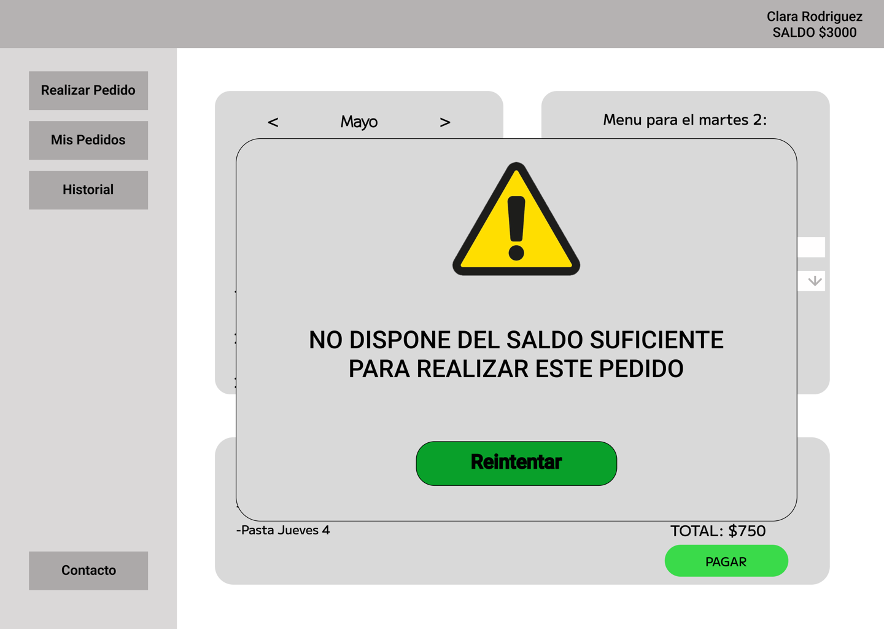 Clara Rodriguez
SALDO $3000
Realizar Pedido
Mis Pedidos
Historial
Contacto
< Mayo >
Menu para el martes 2:
NO DISPONE DEL SALDO SUFICIENTE
PARA REALIZAR ESTE PEDIDO
Reintentar
-Pasta Jueves 4
TOTAL: $750
PAGAR